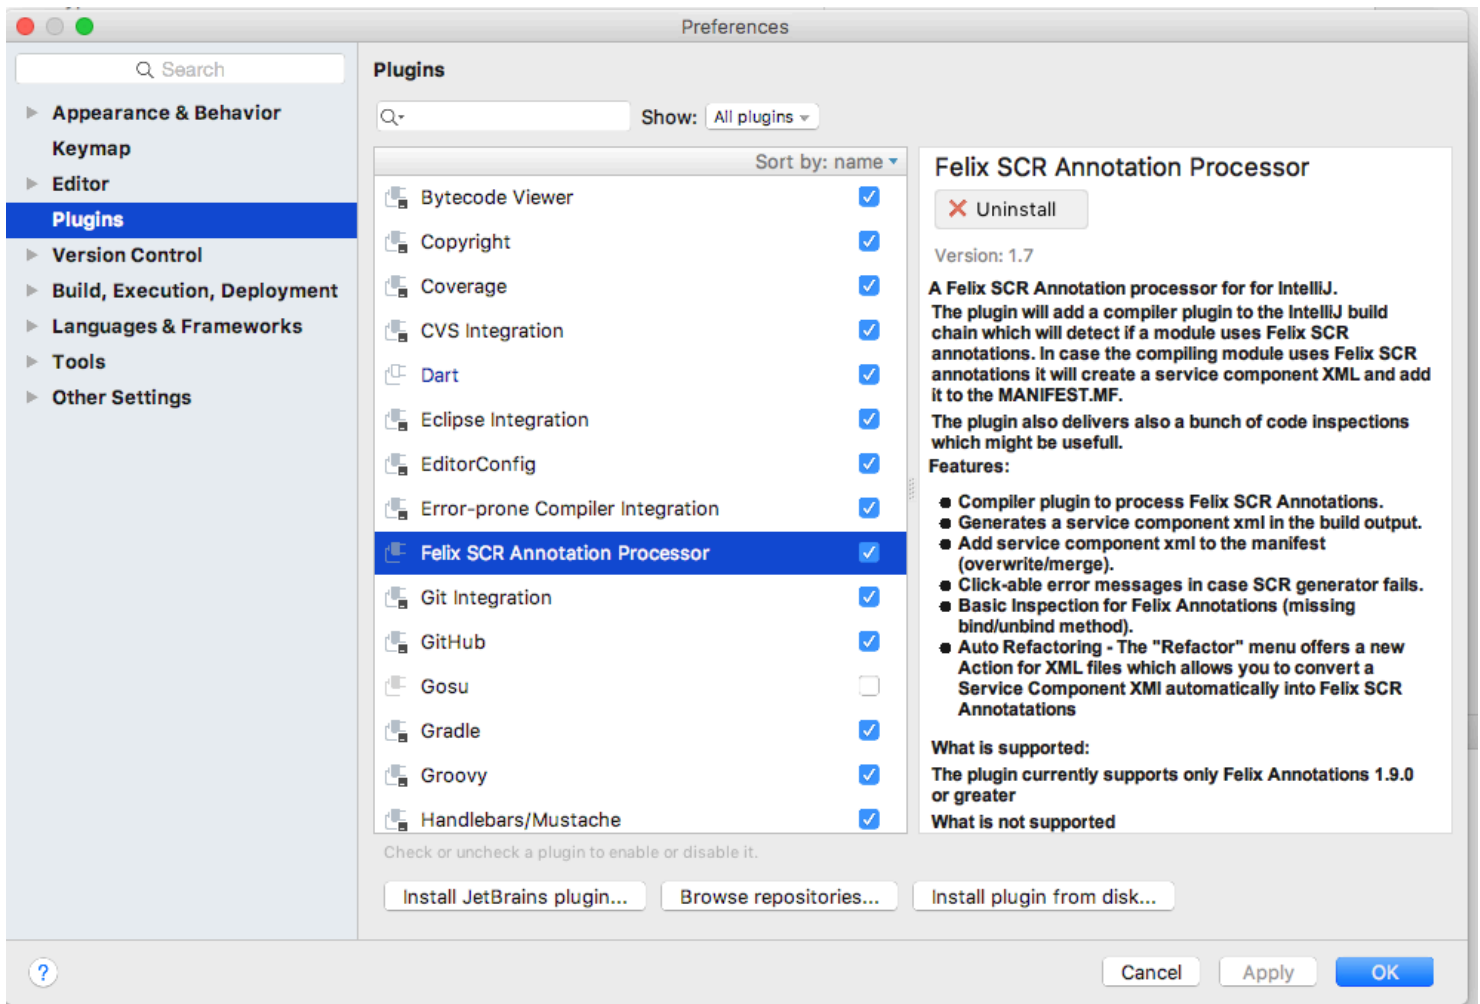 Preferences
Search
Appearance & Behavior
Keymap
Editor
Plugins
Version Control
Build, Execution, Deployment
Languages & Frameworks
Tools
Other Settings
Plugins
Show: All plugins
Sort by: name
Bytecode Viewer
Copyright
Coverage
CVS Integration
Dart
Eclipse Integration
EditorConfig
Error-prone Compiler Integration
Felix SCR Annotation Processor
Git Integration
GitHub
Gosu
Gradle
Groovy
Handlebars/Mustache
Check or uncheck a plugin to enable or disable it.
Install JetBrains plugin...
Browse repositories...
Install plugin from disk...
Felix SCR Annotation Processor
Uninstall
Version: 1.7
A Felix SCR Annotation processor for for IntelliJ.
The plugin will add a compiler plugin to the IntelliJ build
chain which will detect if a module uses Felix SCR
annotations. In case the compiling module uses Felix SCR
annotations it will create a service component XML and add
it to the MANIFEST.MF.
The plugin also delivers also a bunch of code inspections
which might be usefull.
Features:
Compiler plugin to process Felix SCR Annotations.
Generates a service component xml in the build output.
Add service component xml to the manifest
(overwrite/merge).
Click-able error messages in case SCR generator fails.
Basic Inspection for Felix Annotations (missing
bind/unbind method).
Auto Refactoring - The "Refactor" menu offers a new
Action for XML files which allows you to convert a
Service Component XMl automatically into Felix SCR
Annotatations
What is supported:
The plugin currently supports only Felix Annotations 1.9.0
or greater
What is not supported
?
Cancel
Apply
OK